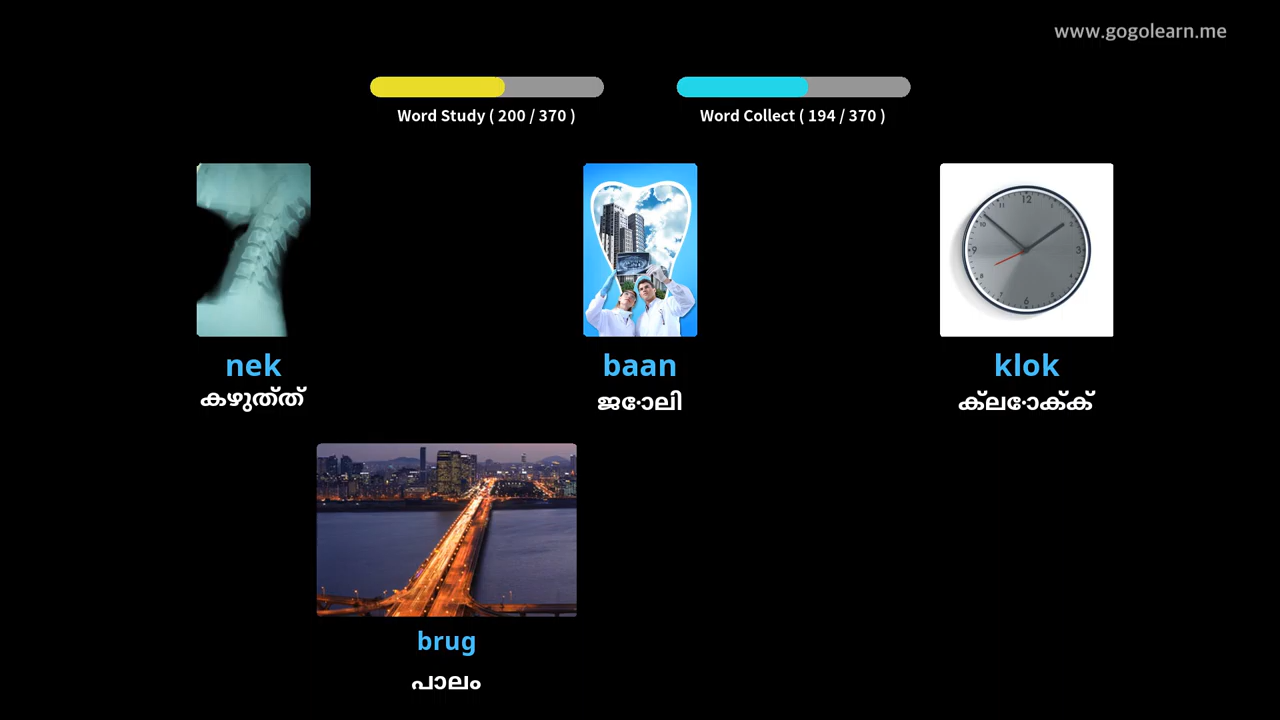 www.gogolearn.me
Word Study ( 200 / 370 )
Word Collect ( 194 / 370 )
nek
baan
klok
കഴുത്ത്
ജോലി
ക്ലോക്ക്
brug
പാലം